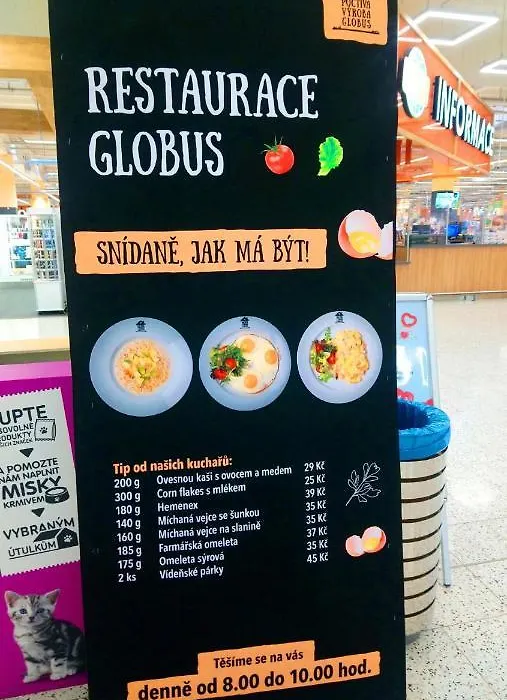 POCTIVÁ
VÝROBA
GLOBUS
RESTAURACE
GLOBUS
SNÍDANĚ, JAK MÁ BÝT!
Tip od našich kuchařů:
200 g Ovesnou kaši s ovocem a medem 29 Kč
300 g Corn flakes s mlékem 25 Kč
180 g Hemenex 39 Kč
140 g Míchaná vejce se šunkou 35 Kč
160 g Míchaná vejce na slanině 35 Kč
185 g Farmářská omeleta 37 Kč
175 g Omeleta sýrová 35 Kč
2 ks Vídeňské párky 45 Kč
Těšíme se na vás
denně od 8.00 do 10.00 hod.
INFORMACE
A POMOZTE
NÁM NAPLNIT
MISKY
KRMIVEM
VYBRANÝM
ÚTULKŮM